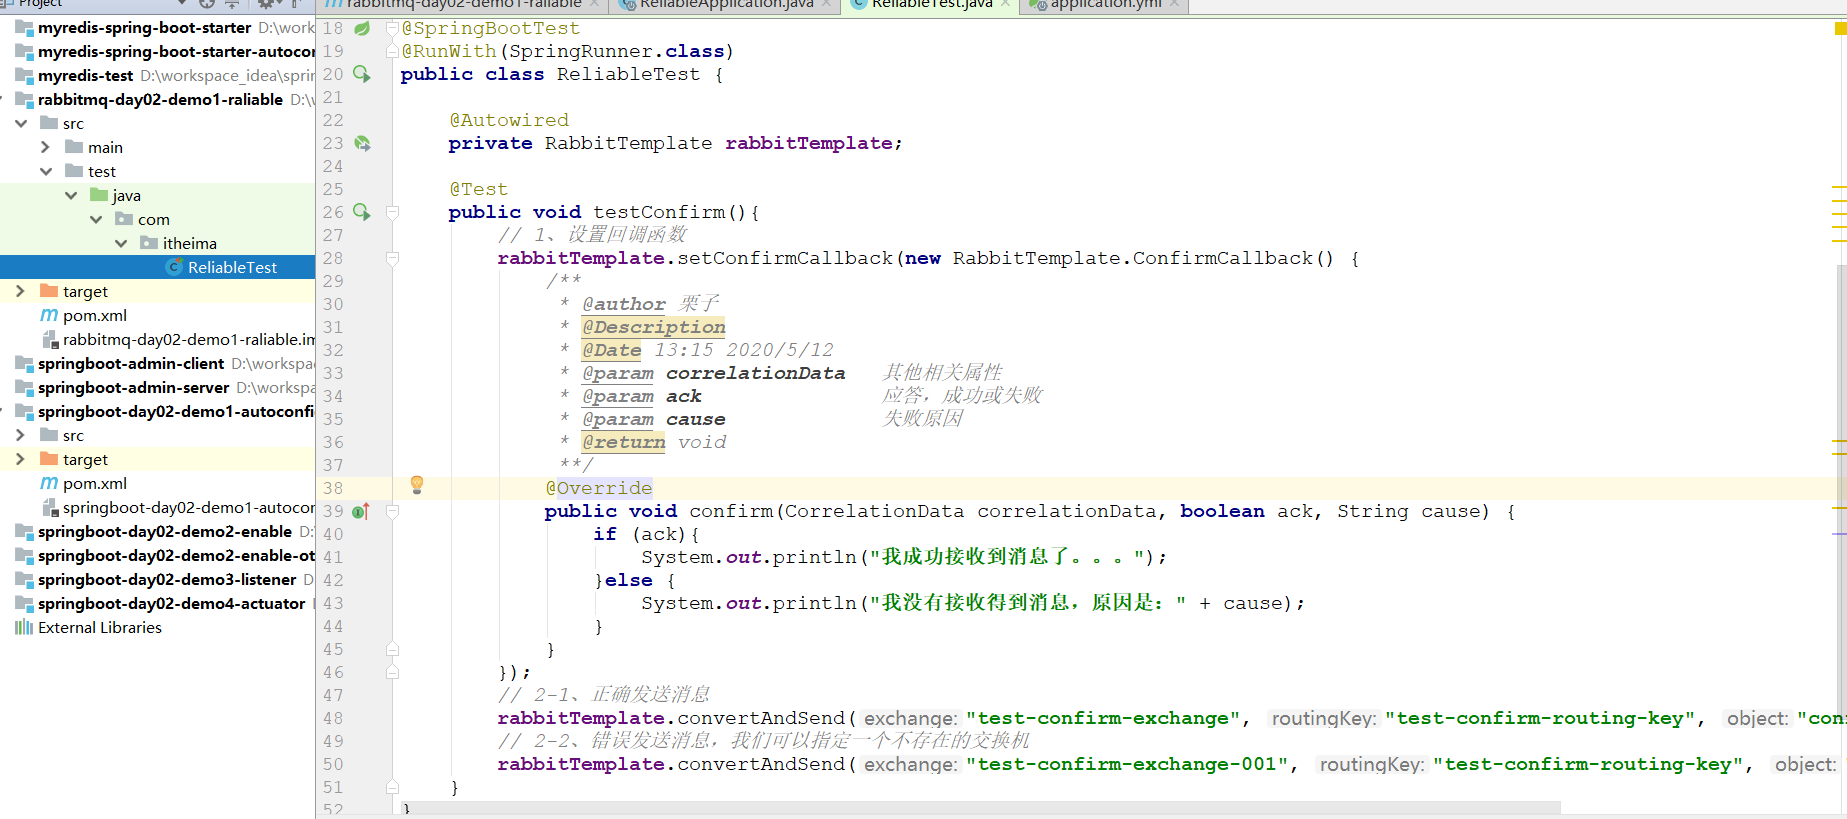 Project
rabbitmq-day02-demo1-raliable
ReliableApplication.java
ReliableTest.java
application.yml
myredis-spring-boot-starter D:\work
myredis-spring-boot-starter-autocor
myredis-test D:\workspace_idea\sprir
rabbitmq-day02-demo1-raliable D:\
src
main
test
java
com
itheima
ReliableTest
target
pom.xml
rabbitmq-day02-demo1-raliable.im
springboot-admin-client D:\workspa
springboot-admin-server D:\workspa
springboot-day02-demo1-autoconfi
src
target
pom.xml
springboot-day02-demo1-autocor
springboot-day02-demo2-enable D:
springboot-day02-demo2-enable-ot
springboot-day02-demo3-listener D
springboot-day02-demo4-actuator
External Libraries
18 @SpringBootTest
19 @RunWith(SpringRunner.class)
20 public class ReliableTest {
21
22 @Autowired
23 private RabbitTemplate rabbitTemplate;
24
25 @Test
26 public void testConfirm(){
27 // 1、设置回调函数
28 rabbitTemplate.setConfirmCallback(new RabbitTemplate.ConfirmCallback() {
29 /**
30 * @author 栗子
31 * @Description
32 * @Date 13:15 2020/5/12
33 * @param correlationData 其他相关属性
34 * @param ack 应答，成功或失败
35 * @param cause 失败原因
36 * @return void
37 **/
38 @Override
39 public void confirm(CorrelationData correlationData, boolean ack, String cause) {
40 if (ack){
41 System.out.println("我成功接收到消息了。。。");
42 }else {
43 System.out.println("我没有接收得到消息，原因是：" + cause);
44 }
45 }
46 });
47 // 2-1、正确发送消息
48 rabbitTemplate.convertAndSend( exchange: "test-confirm-exchange", routingKey: "test-confirm-routing-key", object: "con
49 // 2-2、错误发送消息，我们可以指定一个不存在的交换机
50 rabbitTemplate.convertAndSend( exchange: "test-confirm-exchange-001", routingKey: "test-confirm-routing-key", object:
51 }
52 }